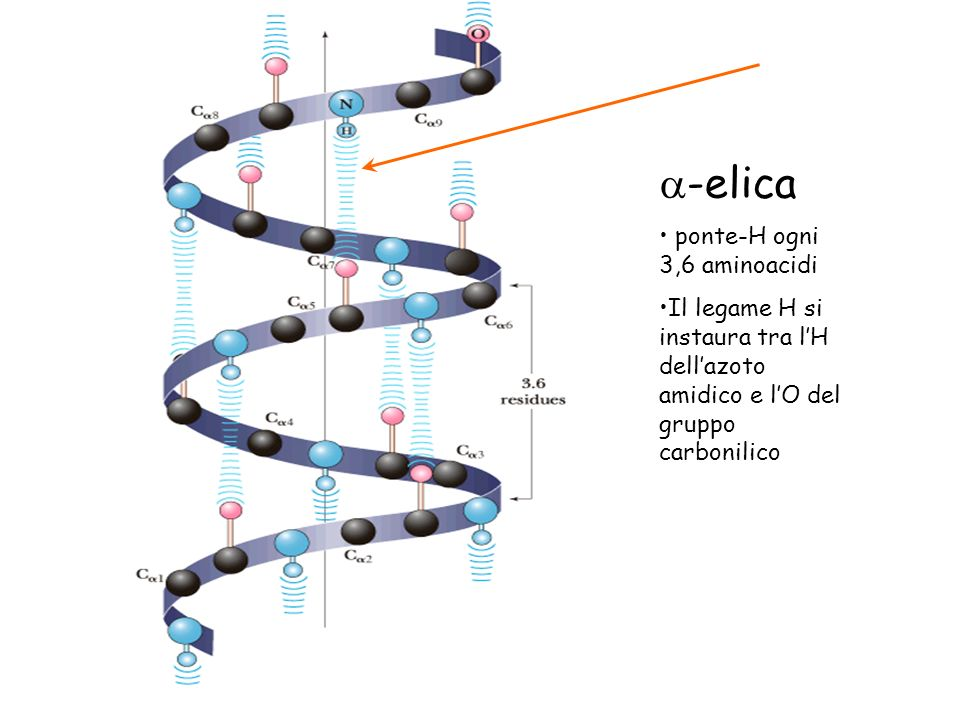 O
N
H
Cα8
Cα9
α-elica
• ponte-H ogni
3,6 aminoacidi
•Il legame H si
instaura tra l’H
dell’azoto
amidico e l’O del
gruppo
carbonilico
Cα7
Cα5
Cα6
3.6
residues
Cα4
Cα3
Cα2
Cα1